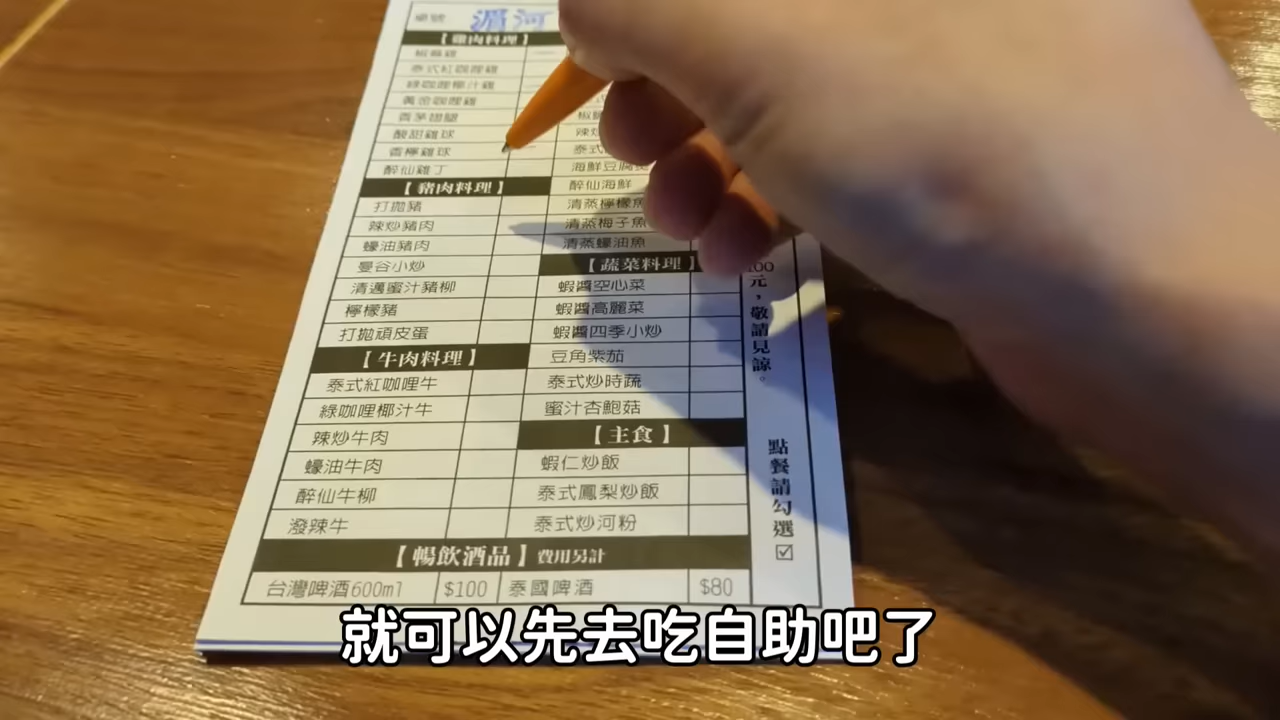 湄河
【雞肉料理】
椒麻雞
泰式紅咖哩雞
綠咖哩椰汁雞
黃金咖哩雞
香茅翅腿
酸甜雞球
香檸雞球
醉仙雞丁
【豬肉料理】
打拋豬
辣炒豬肉
蠔油豬肉
曼谷小炒
清邁蜜汁豬柳
檸檬豬
打拋頑皮蛋
【牛肉料理】
泰式紅咖哩牛
綠咖哩椰汁牛
辣炒牛肉
蠔油牛肉
醉仙牛柳
潑辣牛
辣炒
泰式
海鮮豆腐
醉仙海鮮
清蒸檸檬魚
清蒸梅子魚
清蒸蠔油魚
【蔬菜料理】
蝦醬空心菜
蝦醬高麗菜
蝦醬四季小炒
豆角紫茄
泰式炒時蔬
蜜汁杏鮑菇
【主食】
蝦仁炒飯
泰式鳳梨炒飯
泰式炒河粉
【暢飲酒品】費用另計
台灣啤酒600ml $100 泰國啤酒 $80
100元，敬請見諒。
點餐請勾選☑
就可以先去吃自助吧了